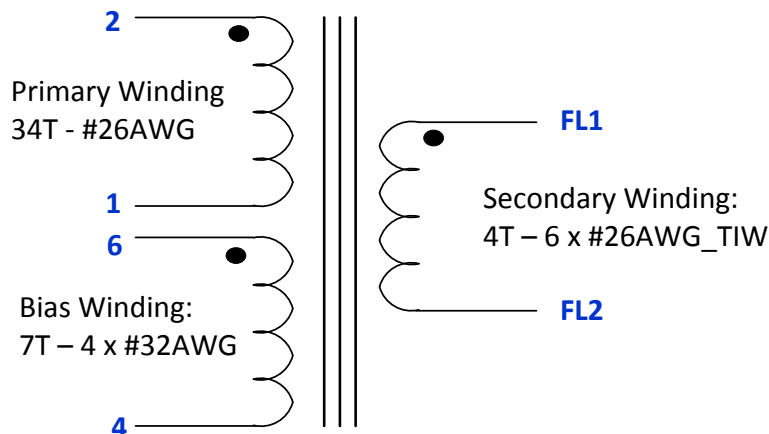 2
Primary Winding
34T - #26AWG
1
6
Bias Winding:
7T – 4 x #32AWG
4
FL1
Secondary Winding:
4T – 6 x #26AWG_TIW
FL2